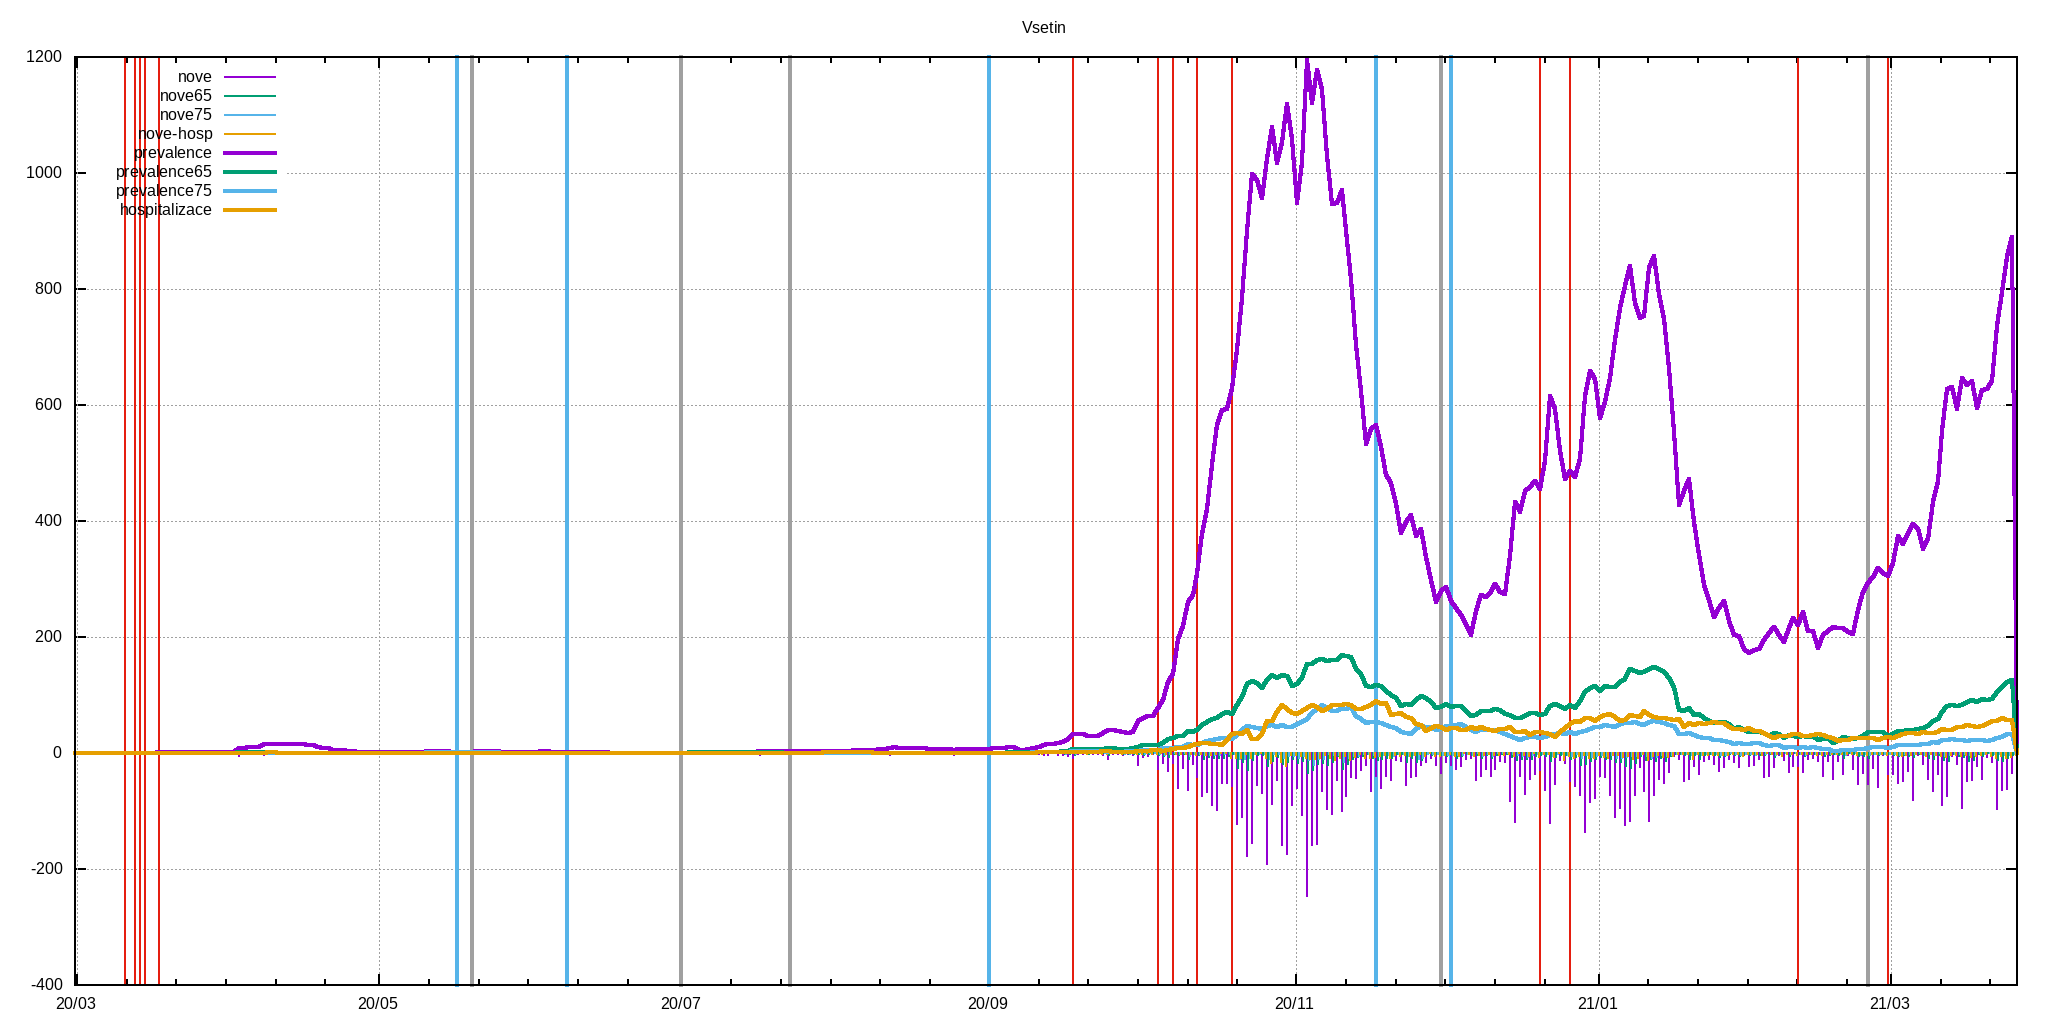 Vsetin
1200
1000
800
600
400
200
0
-200
-400
nove
nove65
nove75
nove-hosp
prevalence
prevalence65
prevalence75
hospitalizace
20/03 20/05 20/07 20/09 20/11 21/01 21/03